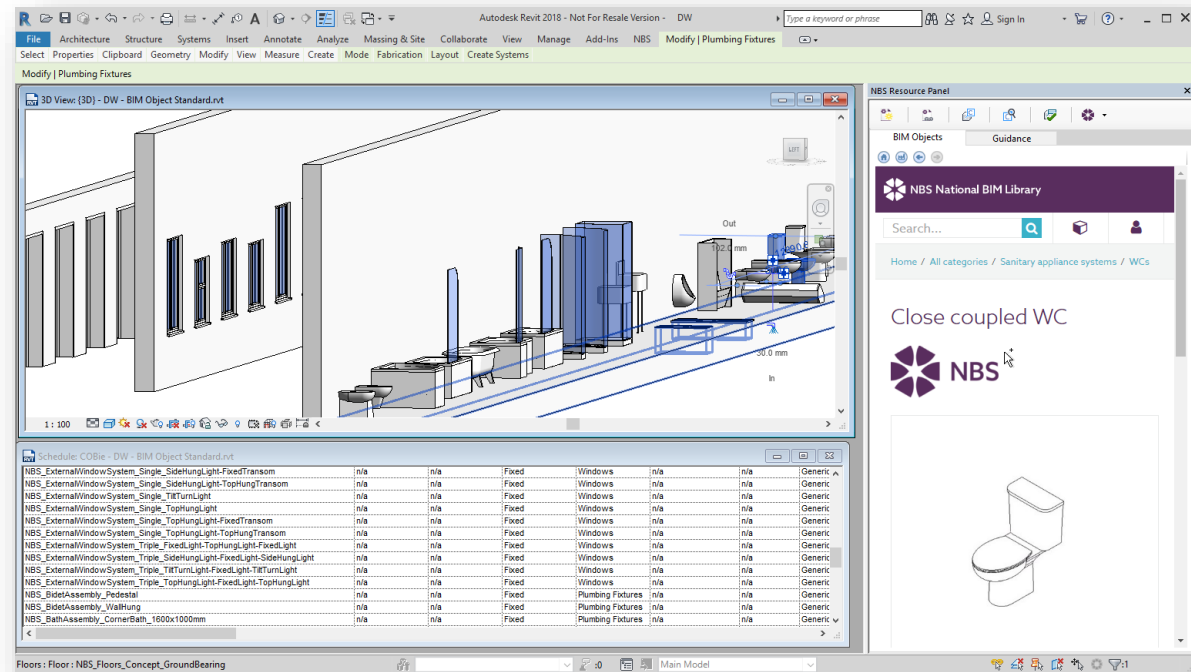 Autodesk Revit 2018 - Not For Resale Version - DW
Type a keyword or phrase
Sign In
File Architecture Structure Systems Insert Annotate Analyze Massing & Site Collaborate View Manage Add-Ins NBS Modify | Plumbing Fixtures
Select Properties Clipboard Geometry Modify View Measure Create Mode Fabrication Layout Create Systems
Modify | Plumbing Fixtures
3D View: {3D} - DW - BIM Object Standard.rvt
LEFT
Out
102.0 mm
30.0 mm
In
1 : 100
Schedule: COBie - DW - BIM Object Standard.rvt
NBS_ExternalWindowSystem_Single_SideHungLight-FixedTransom n/a n/a Fixed Windows n/a n/a Generic
NBS_ExternalWindowSystem_Single_SideHungLight-TopHungTransom n/a n/a Fixed Windows n/a n/a Generic
NBS_ExternalWindowSystem_Single_TiltTurnLight n/a n/a Fixed Windows n/a n/a Generic
NBS_ExternalWindowSystem_Single_TopHungLight n/a n/a Fixed Windows n/a n/a Generic
NBS_ExternalWindowSystem_Single_TopHungLight-FixedTransom n/a n/a Fixed Windows n/a n/a Generic
NBS_ExternalWindowSystem_Single_TopHungLight-TopHungTransom n/a n/a Fixed Windows n/a n/a Generic
NBS_ExternalWindowSystem_Triple_FixedLight-TopHungLight-FixedLight n/a n/a Fixed Windows n/a n/a Generic
NBS_ExternalWindowSystem_Triple_SideHungLight-FixedLight-SideHungLight n/a n/a Fixed Windows n/a n/a Generic
NBS_ExternalWindowSystem_Triple_TiltTurnLight-FixedLight-TiltTurnLight n/a n/a Fixed Windows n/a n/a Generic
NBS_ExternalWindowSystem_Triple_TopHungLight-FixedLight-TopHungLight n/a n/a Fixed Windows n/a n/a Generic
NBS_BidetAssembly_Pedestal n/a n/a Fixed Plumbing Fixtures n/a n/a Generic
NBS_BidetAssembly_WallHung n/a n/a Fixed Plumbing Fixtures n/a n/a Generic
NBS_BathAssembly_CornerBath_1600x1000mm n/a n/a Fixed Plumbing Fixtures n/a n/a Generic
Floors : Floor : NBS_Floors_Concept_GroundBearing
:0
Main Model
:1
NBS Resource Panel
BIM Objects Guidance
NBS National BIM Library
Search...
Home / All categories / Sanitary appliance systems / WCs
Close coupled WC
NBS